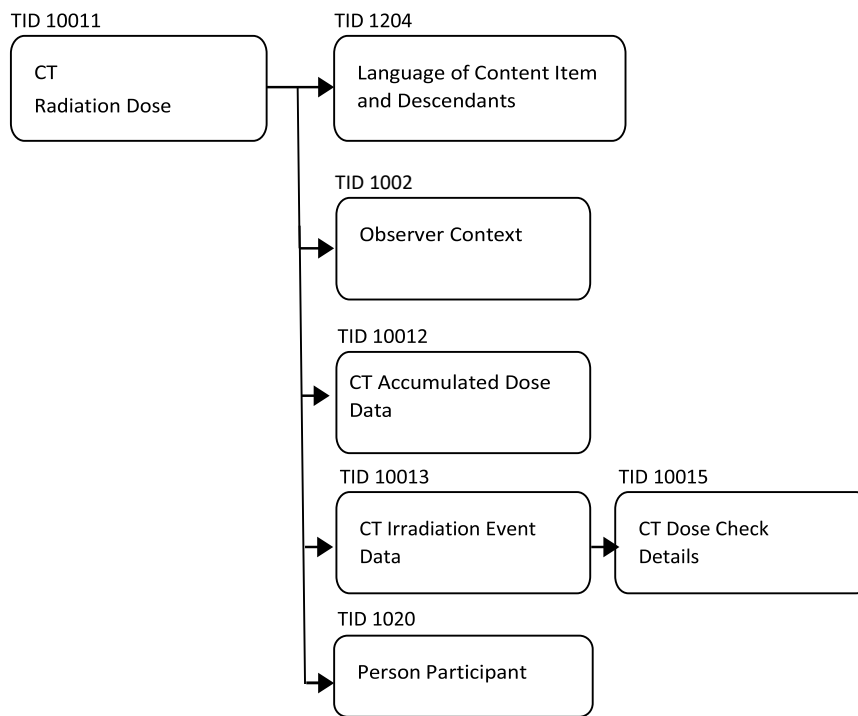 TID 10011
CT
Radiation Dose
TID 1204
Language of Content Item
and Descendants
TID 1002
Observer Context
TID 10012
CT Accumulated Dose
Data
TID 10013
CT Irradiation Event
Data
TID 10015
CT Dose Check
Details
TID 1020
Person Participant